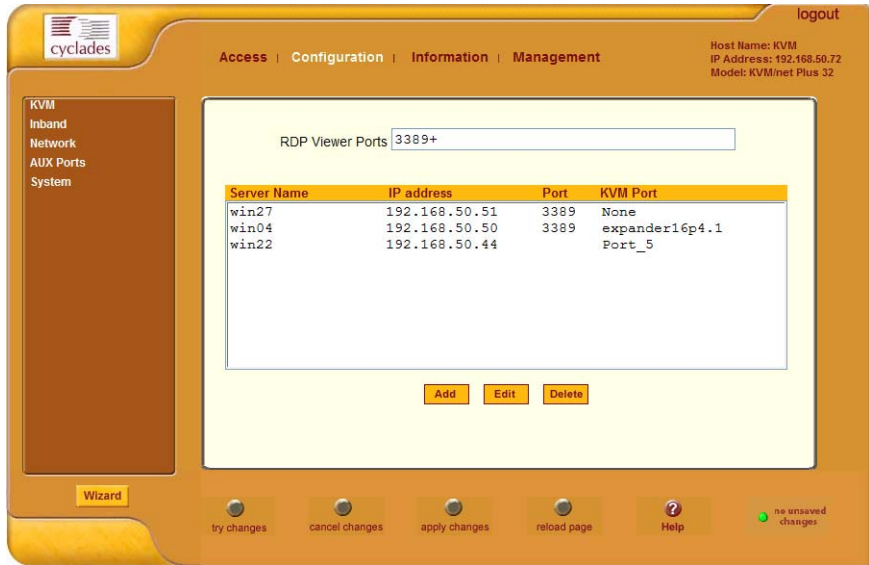 logout
cyclades
Access | Configuration | Information | Management
Host Name: KVM
IP Address: 192.168.50.72
Model: KVM/net Plus 32
KVM
Inband
Network
AUX Ports
System
RDP Viewer Ports 3389+
Server Name IP address Port KVM Port
win27 192.168.50.51 3389 None
win04 192.168.50.50 3389 expander16p4.1
win22 192.168.50.44 Port_5
Add Edit Delete
Wizard
try changes cancel changes apply changes reload page Help no unsaved changes